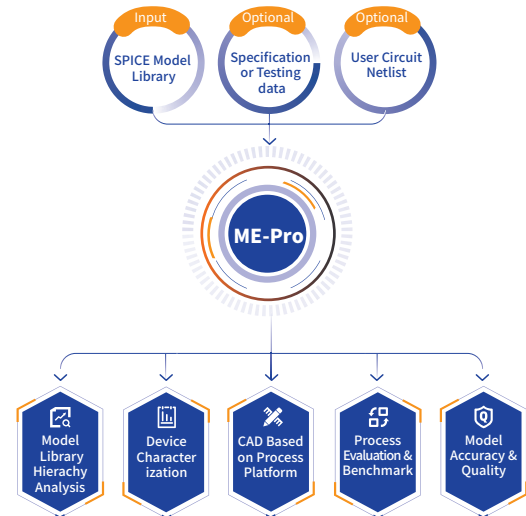 Input
Optional
Optional
SPICE Model
Library
Specification
or Testing
data
User Circuit
Netlist
ME-Pro
Model
Library
Hierachy
Analysis
Device
Character
ization
CAD Based
on Process
Platform
Process
Evaluation &
Benchmark
Model
Accuracy &
Quality